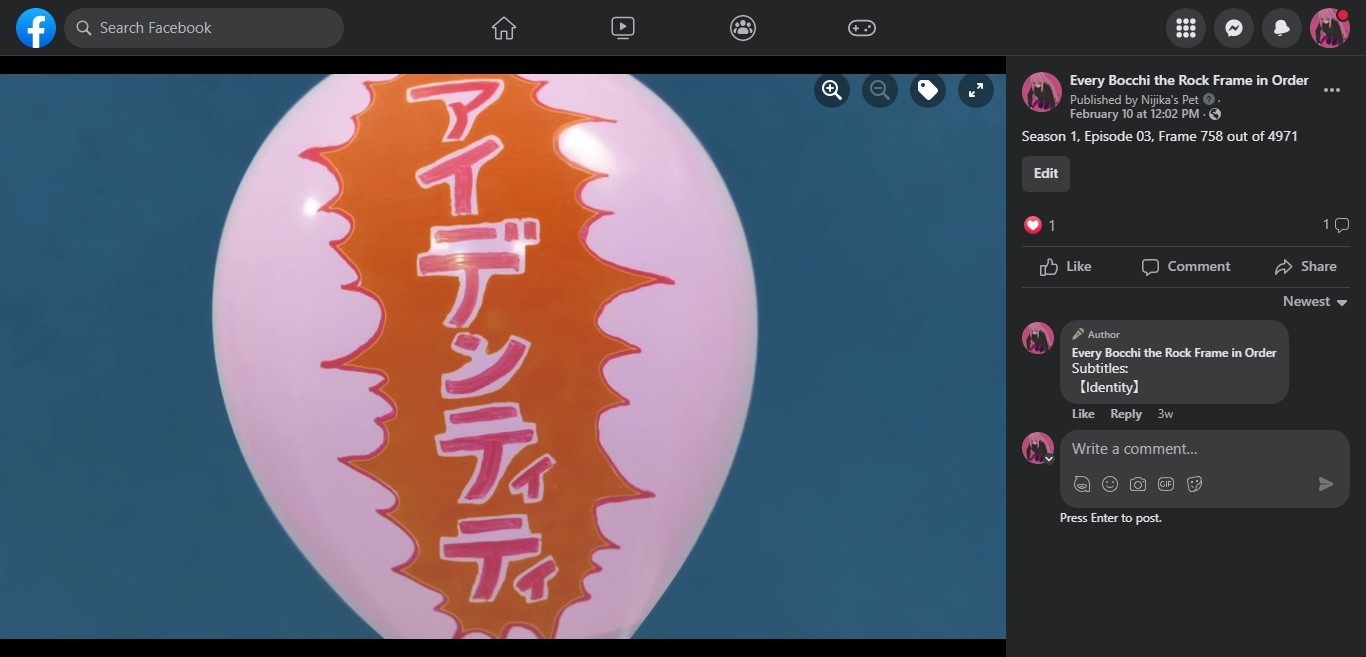 Search Facebook
アイデンティティ
Every Bocchi the Rock Frame in Order
Published by Nijika's Pet
February 10 at 12:02 PM
Season 1, Episode 03, Frame 758 out of 4971
Edit
1
1
Like
Comment
Share
Newest
Author
Every Bocchi the Rock Frame in Order
Subtitles:
【Identity】
Like Reply 3w
Write a comment...
GIF
Press Enter to post.